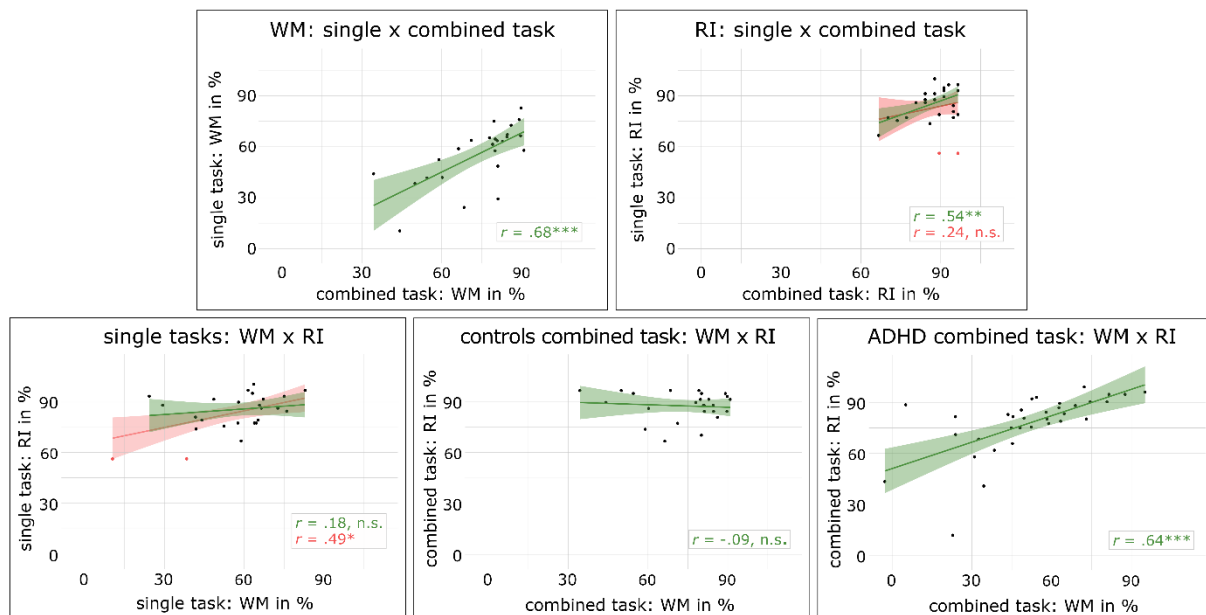 WM: single x combined task
single task: WM in %
90
60
30
0
0 30 60 90
combined task: WM in %
r = .68***
RI: single x combined task
single task: RI in %
90
60
30
0
0 30 60 90
combined task: RI in %
r = .54**
r = .24, n.s.
single tasks: WM x RI
single task: RI in %
90
60
30
0
0 30 60 90
single task: WM in %
r = .18, n.s.
r = .49*
controls combined task: WM x RI
combined task: RI in %
90
60
30
0
0 30 60 90
combined task: WM in %
r = -.09, n.s.
ADHD combined task: WM x RI
combined task: RI in %
90
60
30
0
0 30 60 90
combined task: WM in %
r = .64***